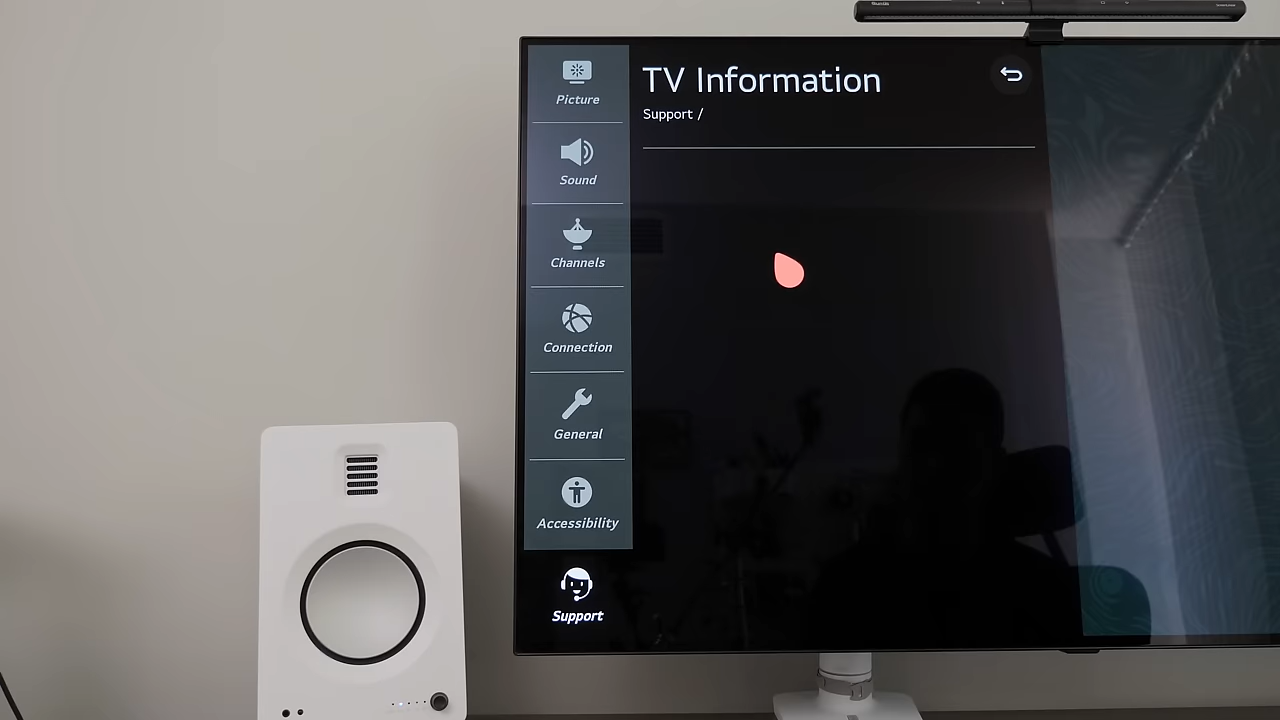 TV Information
Support /
Picture
Sound
Channels
Connection
General
Accessibility
Support